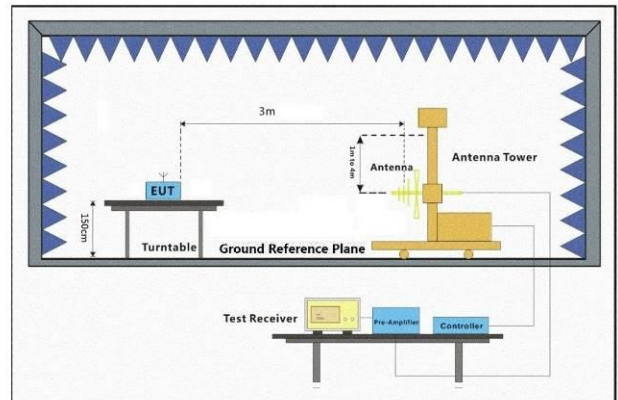 3m
1m to 4m
Antenna
Antenna Tower
EUT
150cm
Turntable
Ground Reference Plane
Test Receiver
Pre-Amplifier
Controller